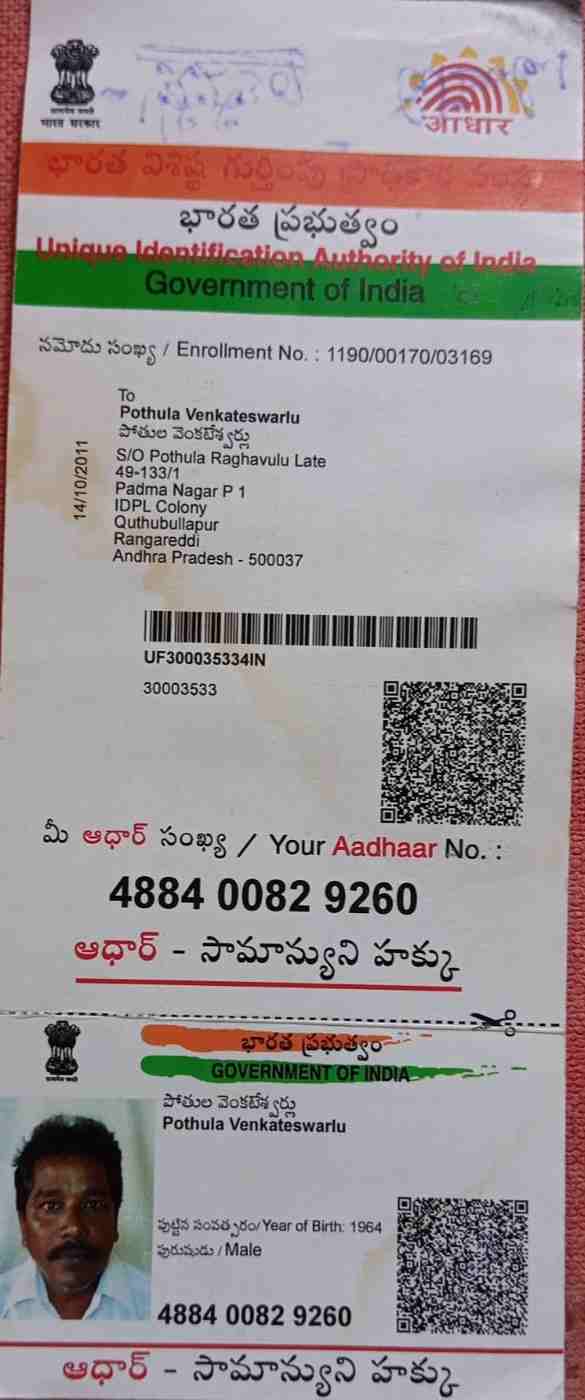 भारत सरकार
आधार
భారత విశిష్ట గుర్తింపు ప్రాధికార సంస్థ
భారత ప్రభుత్వం
Unique Identification Authority of India
Government of India
నమోదు సంఖ్య / Enrollment No. : 1190/00170/03169
14/10/2011
To
Pothula Venkateswarlu
పోతుల వెంకటేశ్వర్లు
S/O Pothula Raghavulu Late
49-133/1
Padma Nagar P 1
IDPL Colony
Quthubullapur
Rangareddi
Andhra Pradesh - 500037
UF300035334IN
30003533
మీ ఆధార్ సంఖ్య / Your Aadhaar No. :
4884 0082 9260
ఆధార్ - సామాన్యుని హక్కు
భారత ప్రభుత్వం
GOVERNMENT OF INDIA
పోతుల వెంకటేశ్వర్లు
Pothula Venkateswarlu
పుట్టిన సంవత్సరం/Year of Birth: 1964
పురుషుడు / Male
4884 0082 9260
ఆధార్ - సామాన్యుని హక్కు